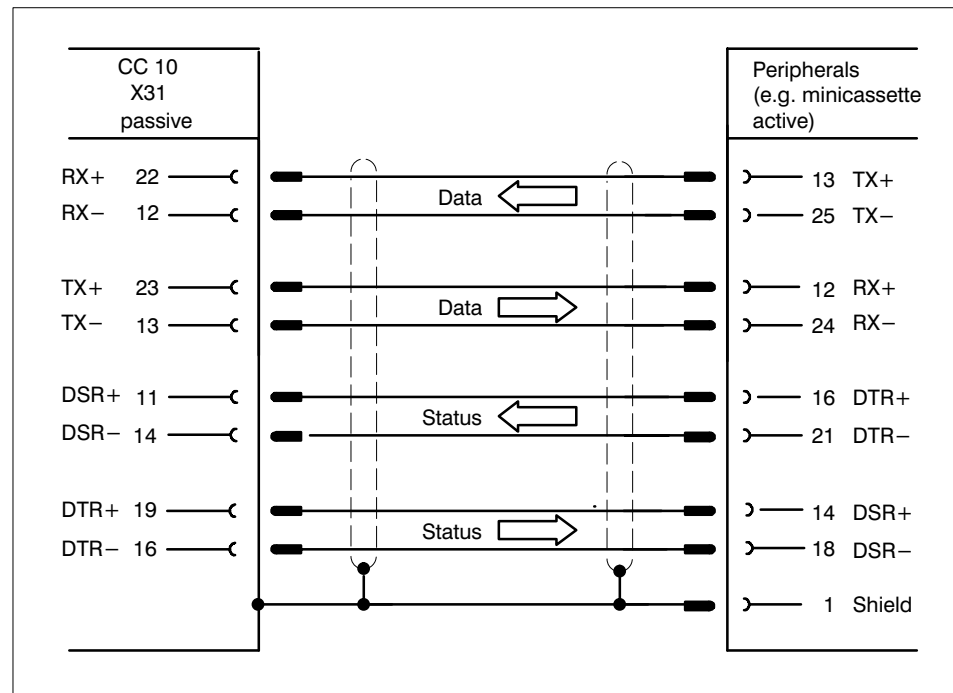 CC 10
X31
passive
Peripherals
(e.g. minicassette
active)
RX+ 22 Data 13 TX+
RX− 12 25 TX−
TX+ 23 Data 12 RX+
TX− 13 24 RX−
DSR+ 11 Status 16 DTR+
DSR− 14 21 DTR−
DTR+ 19 Status 14 DSR+
DTR− 16 18 DSR−
1 Shield